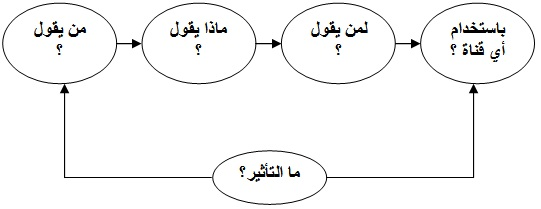 من يقول
؟
ماذا يقول
؟
لمن يقول
؟
باستخدام
أي قناة ؟
ما التأثير؟